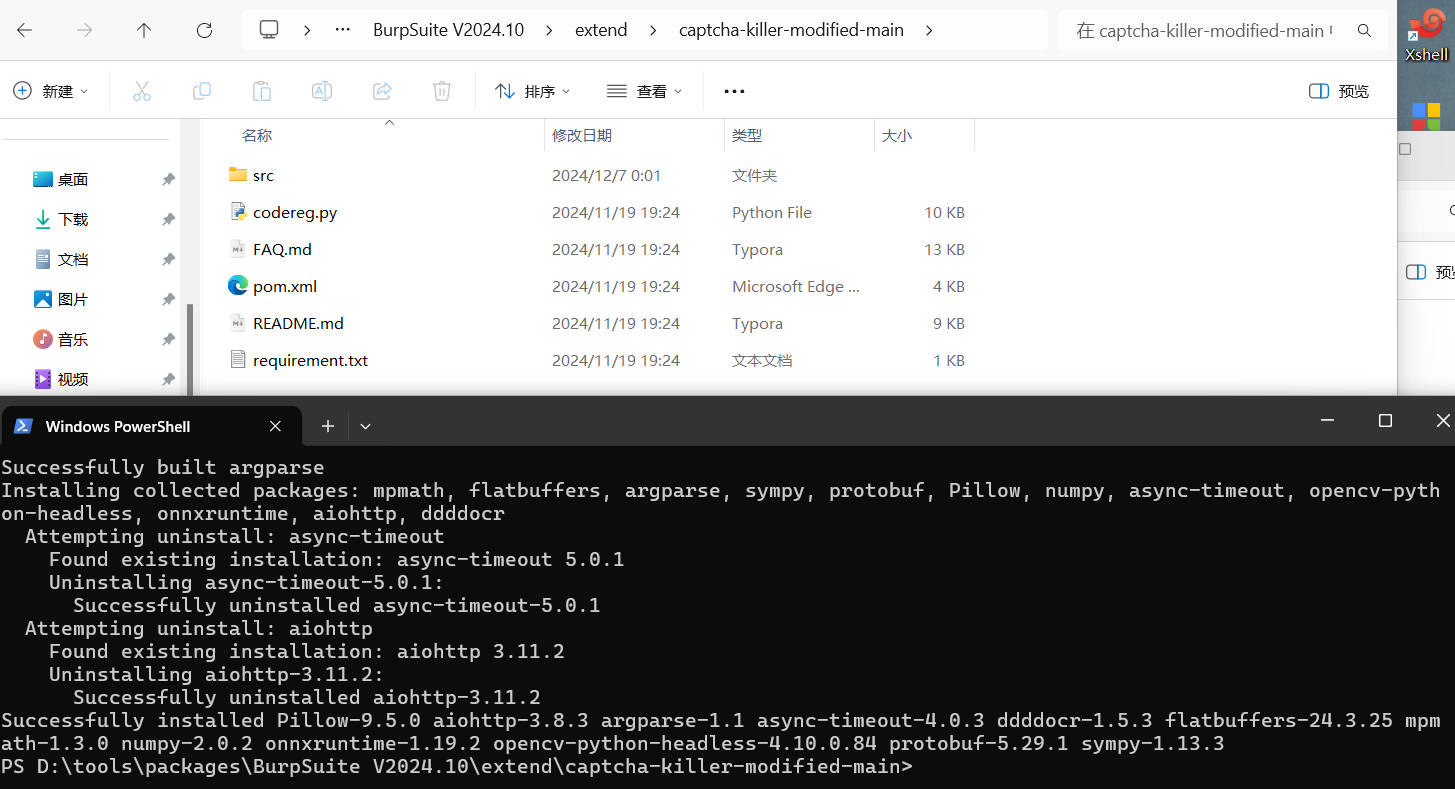 BurpSuite V2024.10 extend captcha-killer-modified-main
在 captcha-killer-modified-main
Xshell
新建 排序 查看 预览
名称 修改日期 类型 大小
桌面
下载
文档
图片
音乐
视频
src 2024/12/7 0:01 文件夹
codereg.py 2024/11/19 19:24 Python File 10 KB
FAQ.md 2024/11/19 19:24 Typora 13 KB
pom.xml 2024/11/19 19:24 Microsoft Edge ... 4 KB
README.md 2024/11/19 19:24 Typora 9 KB
requirement.txt 2024/11/19 19:24 文本文档 1 KB
Windows PowerShell
Successfully built argparse
Installing collected packages: mpmath, flatbuffers, argparse, sympy, protobuf, Pillow, numpy, async-timeout, opencv-pyth
on-headless, onnxruntime, aiohttp, ddddocr
Attempting uninstall: async-timeout
Found existing installation: async-timeout 5.0.1
Uninstalling async-timeout-5.0.1:
Successfully uninstalled async-timeout-5.0.1
Attempting uninstall: aiohttp
Found existing installation: aiohttp 3.11.2
Uninstalling aiohttp-3.11.2:
Successfully uninstalled aiohttp-3.11.2
Successfully installed Pillow-9.5.0 aiohttp-3.8.3 argparse-1.1 async-timeout-4.0.3 ddddocr-1.5.3 flatbuffers-24.3.25 mpm
ath-1.3.0 numpy-2.0.2 onnxruntime-1.19.2 opencv-python-headless-4.10.0.84 protobuf-5.29.1 sympy-1.13.3
PS D:\tools\packages\BurpSuite V2024.10\extend\captcha-killer-modified-main>